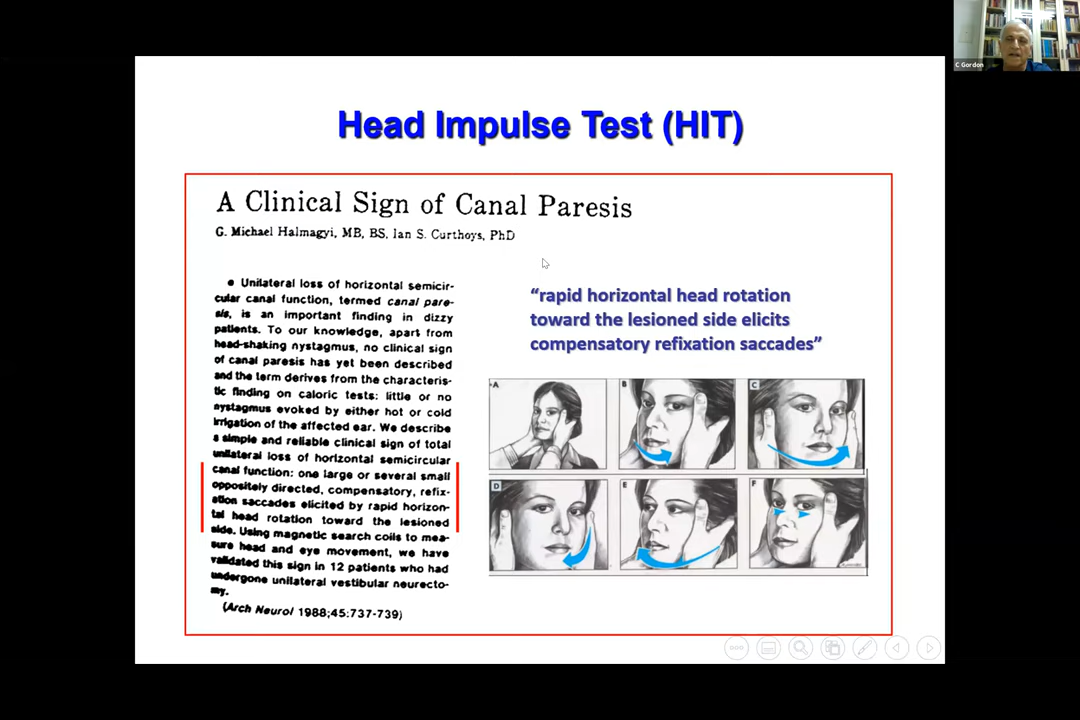 C Gordon
Head Impulse Test (HIT)
A Clinical Sign of Canal Paresis
G. Michael Halmagyi, MB, BS, Ian S. Curthoys, PhD
● Unilateral loss of horizontal semicir-
cular canal function, termed canal pare-
sis, is an important finding in dizzy
patients. To our knowledge, apart from
head-shaking nystagmus, no clinical sign
of canal paresis has yet been described
and the term derives from the characteris-
tic finding on caloric tests: little or no
nystagmus evoked by either hot or cold
irrigation of the affected ear. We describe
a simple and reliable clinical sign of total
unilateral loss of horizontal semicircular
canal function: one large or several small
oppositely directed, compensatory, refix-
ation saccades elicited by rapid horizon-
tal head rotation toward the lesioned
side. Using magnetic search coils to mea-
sure head and eye movement, we have
validated this sign in 12 patients who had
undergone unilateral vestibular neurecto-
my.
(Arch Neurol 1988;45:737-739)
“rapid horizontal head rotation
toward the lesioned side elicits
compensatory refixation saccades”
A B C
D E F